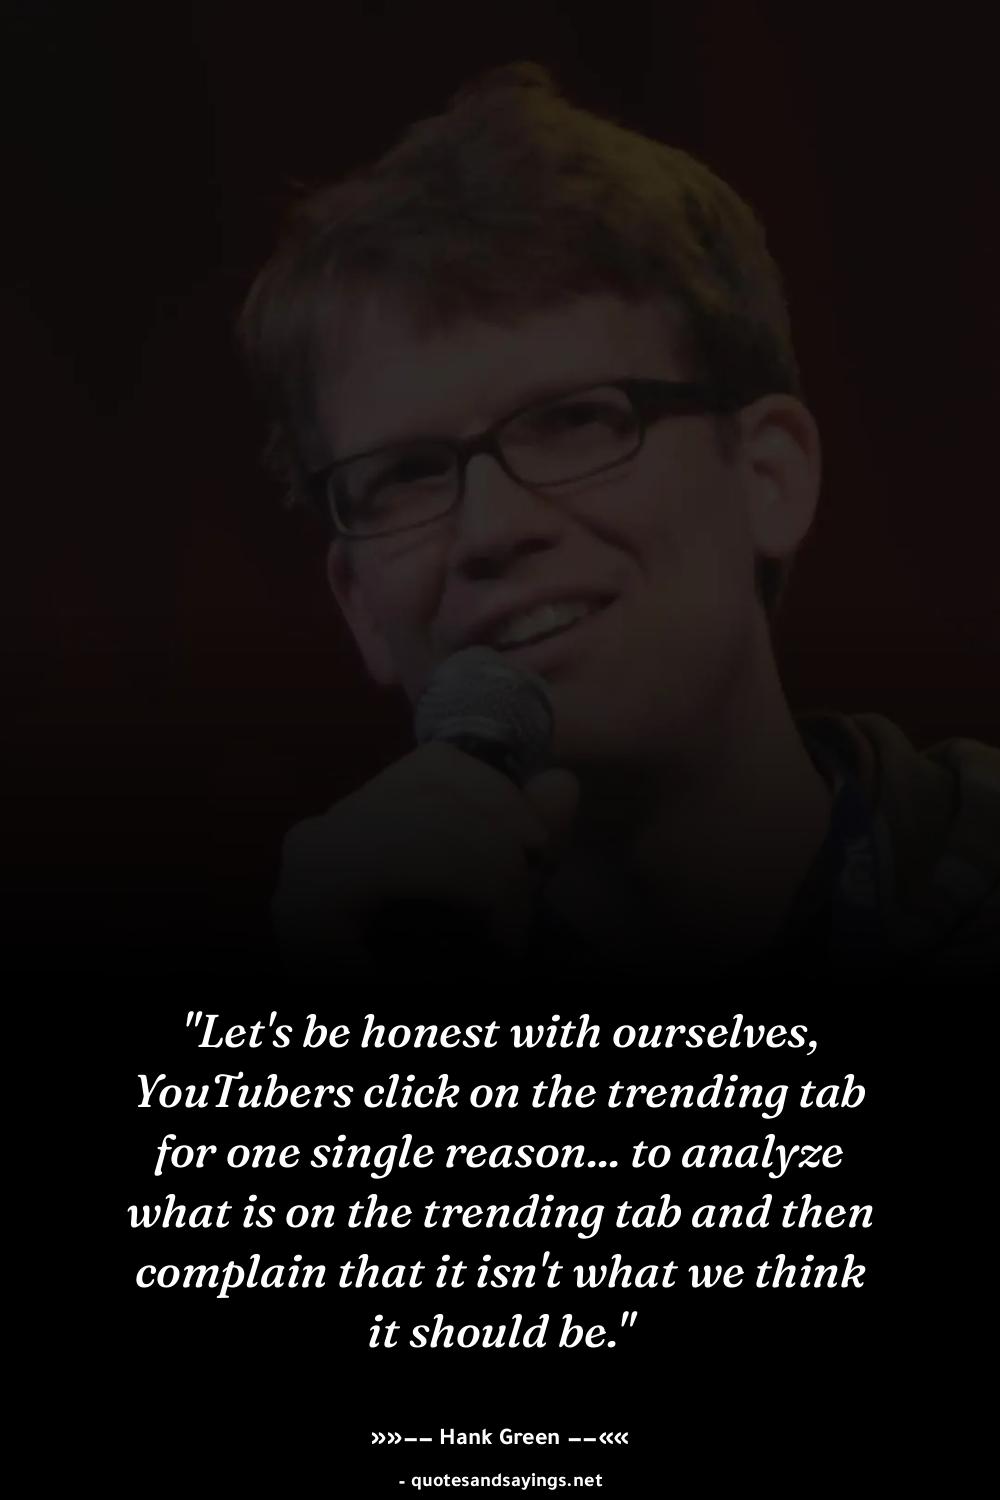 "Let's be honest with ourselves,
YouTubers click on the trending tab
for one single reason... to analyze
what is on the trending tab and then
complain that it isn't what we think
it should be."
»»−− Hank Green −−««
- quotesandsayings.net